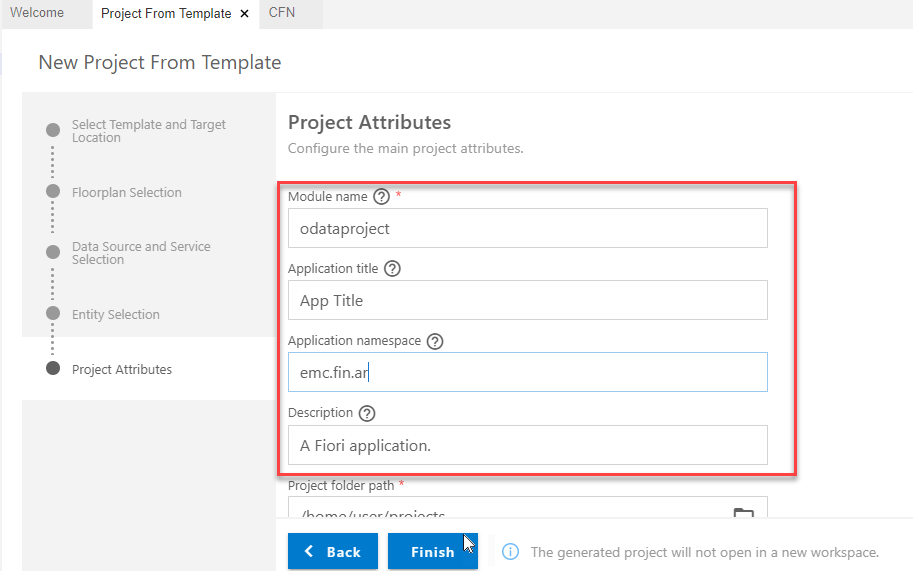 Welcome
Project From Template
CFN
New Project From Template
Select Template and Target
Location
Floorplan Selection
Data Source and Service
Selection
Entity Selection
Project Attributes
Project Attributes
Configure the main project attributes.
Module name *
odataproject
Application title
App Title
Application namespace
emc.fin.ar
Description
A Fiori application.
Project folder path *
/home/user/projects
Back
Finish
The generated project will not open in a new workspace.